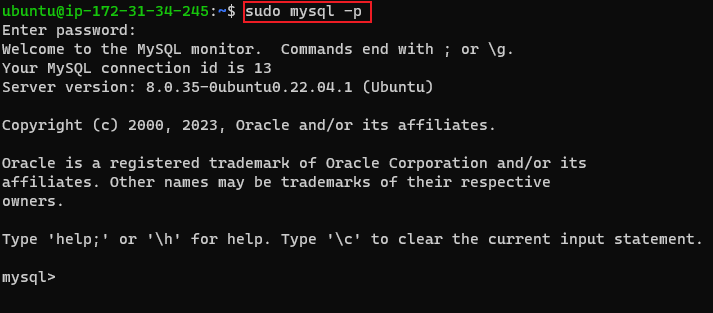 ubuntu@ip-172-31-34-245:~$ sudo mysql -p
Enter password:
Welcome to the MySQL monitor.  Commands end with ; or \g.
Your MySQL connection id is 13
Server version: 8.0.35-0ubuntu0.22.04.1 (Ubuntu)
Copyright (c) 2000, 2023, Oracle and/or its affiliates.
Oracle is a registered trademark of Oracle Corporation and/or its
affiliates. Other names may be trademarks of their respective
owners.
Type 'help;' or '\h' for help. Type '\c' to clear the current input statement.
mysql>